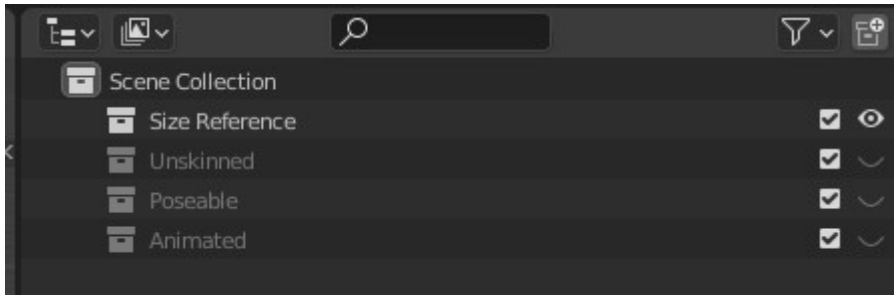 Scene Collection
Size Reference
Unskinned
Poseable
Animated